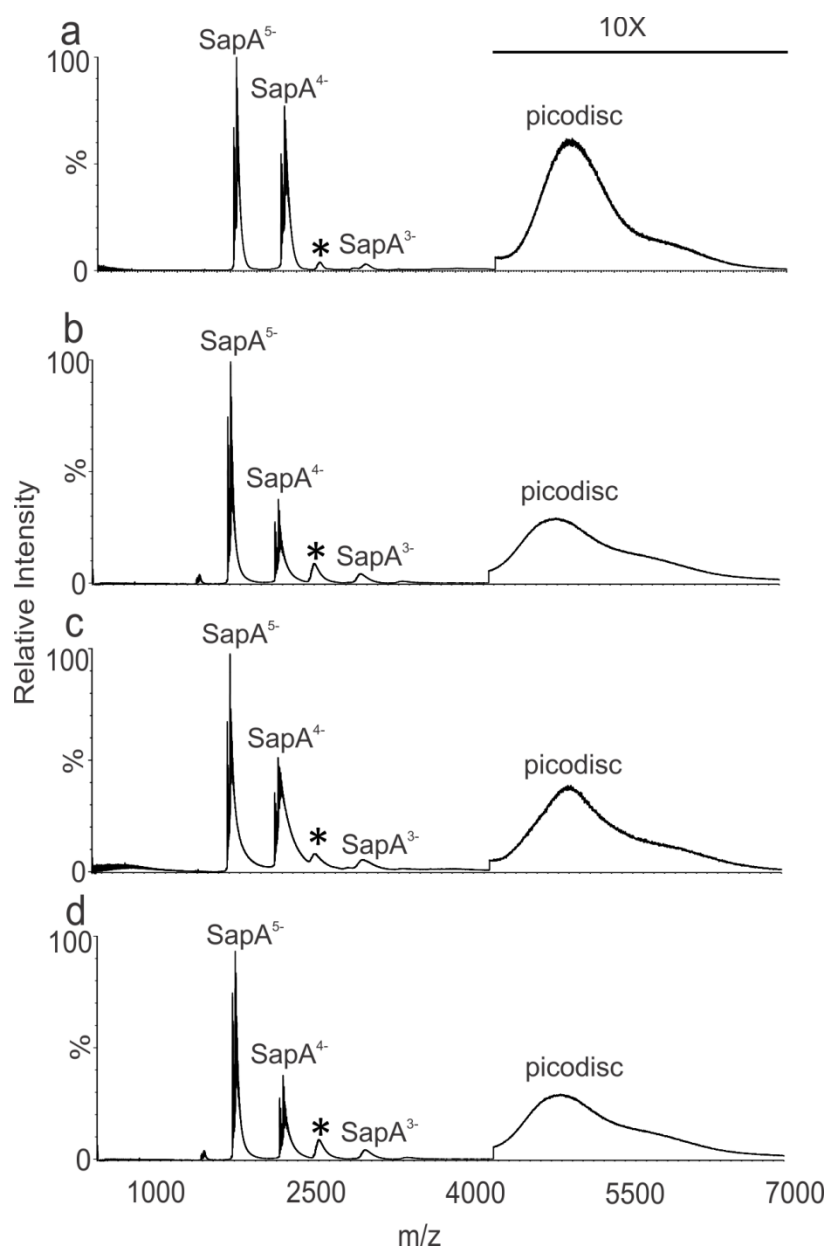 a
10X
SapA⁵⁻
100
SapA⁴⁻
picodisc
%
*
SapA³⁻
0
b
SapA⁵⁻
100
SapA⁴⁻
picodisc
%
*
SapA³⁻
0
Relative Intensity
c
SapA⁵⁻
100
SapA⁴⁻
picodisc
%
*
SapA³⁻
0
d
SapA⁵⁻
100
SapA⁴⁻
picodisc
%
*
SapA³⁻
0
1000 2500 4000 5500 7000
m/z